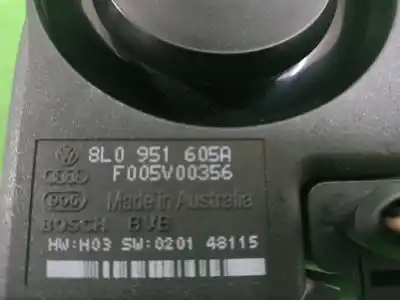 8L0 951 605A
F005V00356
Made in Australia
BOSCH BVB
HW:H03 SW:0201 48115